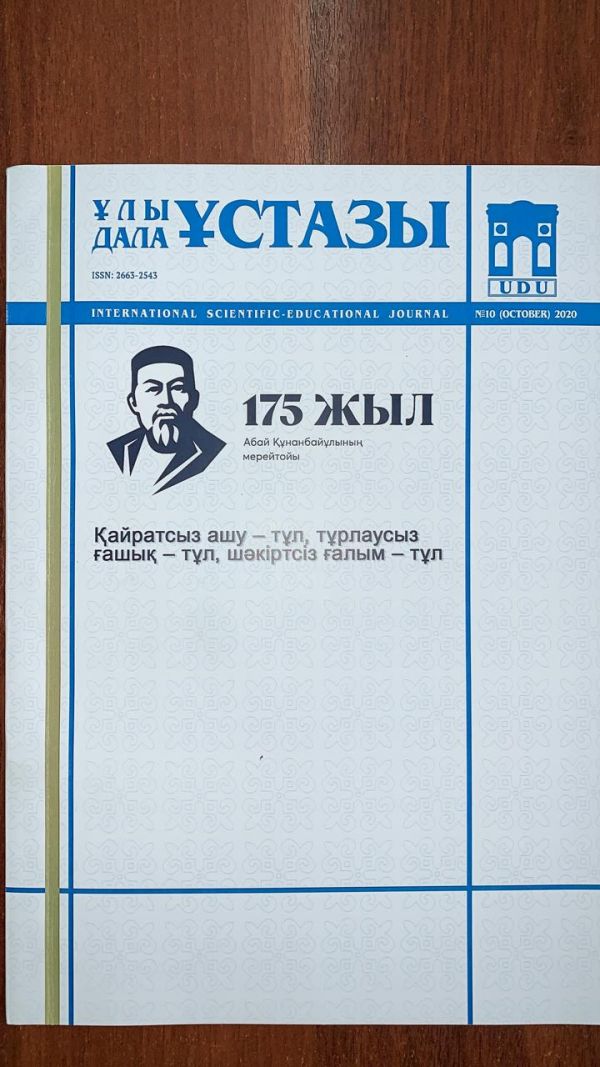 ҰЛЫ
ДАЛА ҰСТАЗЫ
ISSN: 2663-2543
UDU
INTERNATIONAL SCIENTIFIC-EDUCATIONAL JOURNAL №10 (OCTOBER) 2020
175 ЖЫЛ
Абай Құнанбайұлының
мерейтойы
Қайратсыз ашу – тұл, тұрлаусыз
ғашық – тұл, шәкіртсіз ғалым – тұл